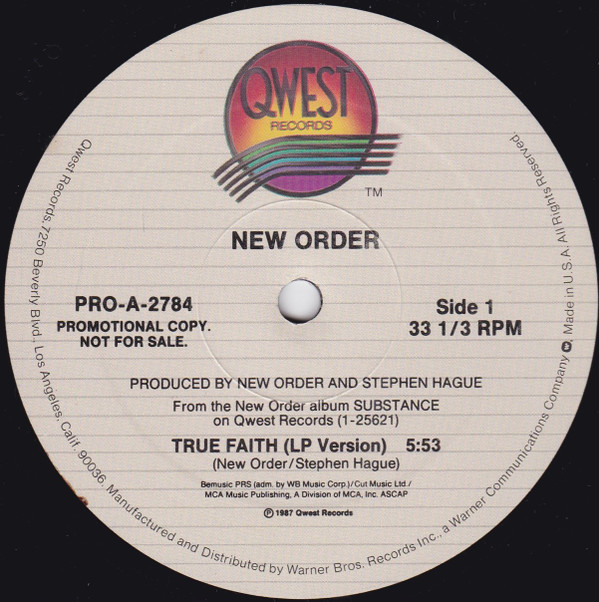 QWEST
RECORDS
TM
NEW ORDER
PRO-A-2784
PROMOTIONAL COPY.
NOT FOR SALE.
Side 1
33 1/3 RPM
PRODUCED BY NEW ORDER AND STEPHEN HAGUE
From the New Order album SUBSTANCE
on Qwest Records (1-25621)
TRUE FAITH (LP Version) 5:53
(New Order/Stephen Hague)
Bemusic PRS (adm. by WB Music Corp.)/Cut Music Ltd./
MCA Music Publishing, A Division of MCA, Inc. ASCAP
℗ 1987 Qwest Records
Qwest Records, 7250 Beverly Blvd., Los Angeles, Calif. 90036. Manufactured and Distributed by Warner Bros. Records Inc., a Warner Communications Company. Made in U.S.A. All Rights Reserved.